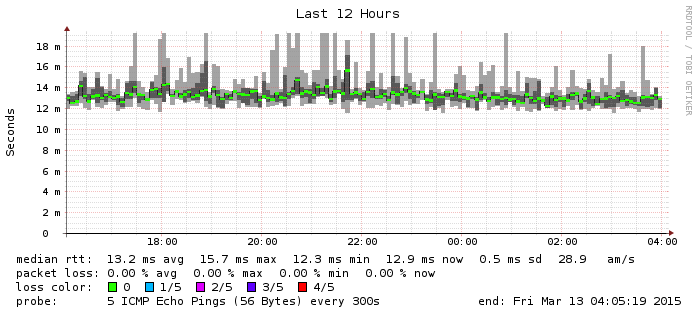 Last 12 Hours
RRDTOOL / TOBI OETIKER
Seconds
18 m
16 m
14 m
12 m
10 m
8 m
6 m
4 m
2 m
0
18:00 20:00 22:00 00:00 02:00 04:00
median rtt: 13.2 ms avg 15.7 ms max 12.3 ms min 12.9 ms now 0.5 ms sd 28.9 am/s
packet loss: 0.00 % avg 0.00 % max 0.00 % min 0.00 % now
loss color: 0 1/5 2/5 3/5 4/5
probe: 5 ICMP Echo Pings (56 Bytes) every 300s end: Fri Mar 13 04:05:19 2015